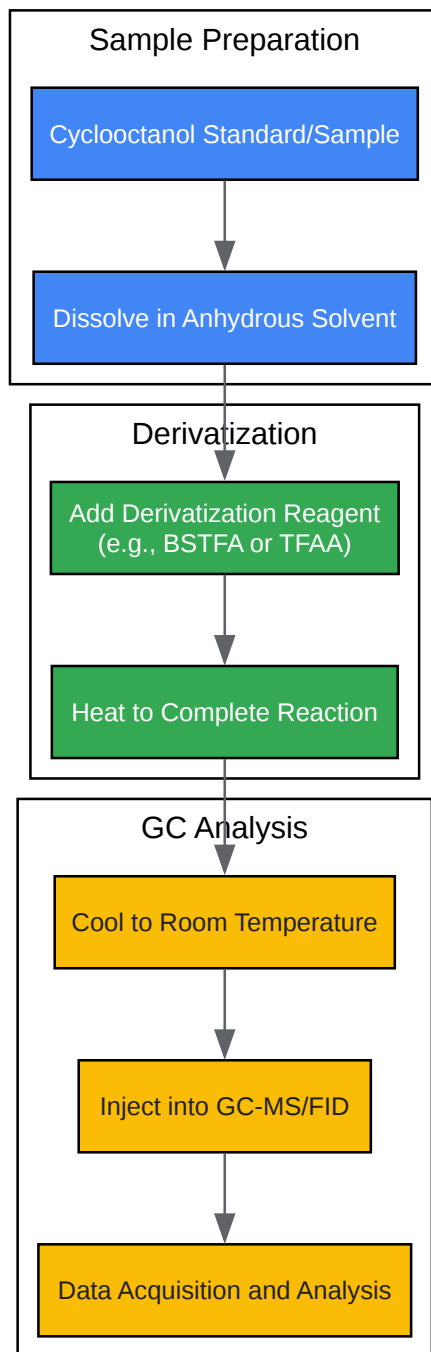 Sample Preparation
Cyclooctanol Standard/Sample
Dissolve in Anhydrous Solvent
Derivatization
Add Derivatization Reagent
(e.g., BSTFA or TFAA)
Heat to Complete Reaction
GC Analysis
Cool to Room Temperature
Inject into GC-MS/FID
Data Acquisition and Analysis